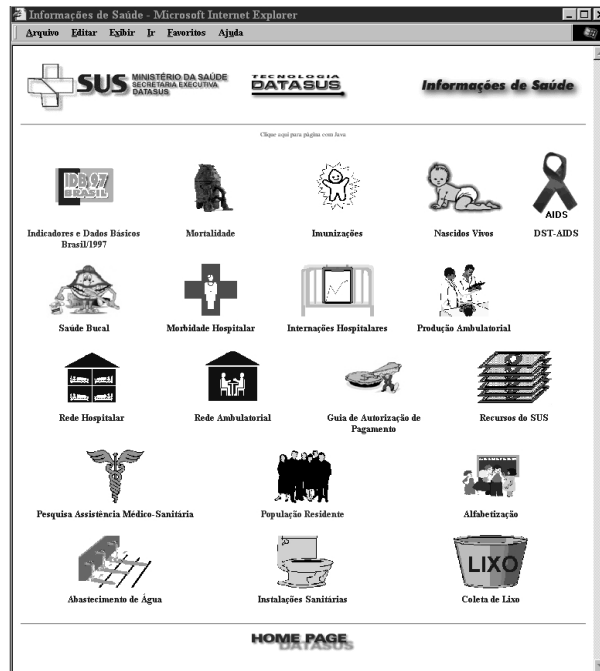 Informações de Saúde - Microsoft Internet Explorer
Arquivo Editar Exibir Ir Favoritos Ajuda
SUS MINISTÉRIO DA SAÚDE
SECRETARIA EXECUTIVA
DATASUS
TECNOLOGIA
DATASUS
Informações de Saúde
Clique aqui para página com Java
IDB 97
BRASIL
AIDS
Indicadores e Dados Básicos
Brasil/1997
Mortalidade
Imunizações
Nascidos Vivos
DST-AIDS
Saúde Bucal
Morbidade Hospitalar
Internações Hospitalares
Produção Ambulatorial
Rede Hospitalar
Rede Ambulatorial
Guia de Autorização de
Pagamento
Recursos do SUS
Pesquisa Assistência Médico-Sanitária
População Residente
Alfabetização
LIXO
Abastecimento de Água
Instalações Sanitárias
Coleta de Lixo
HOME PAGE
DATASUS